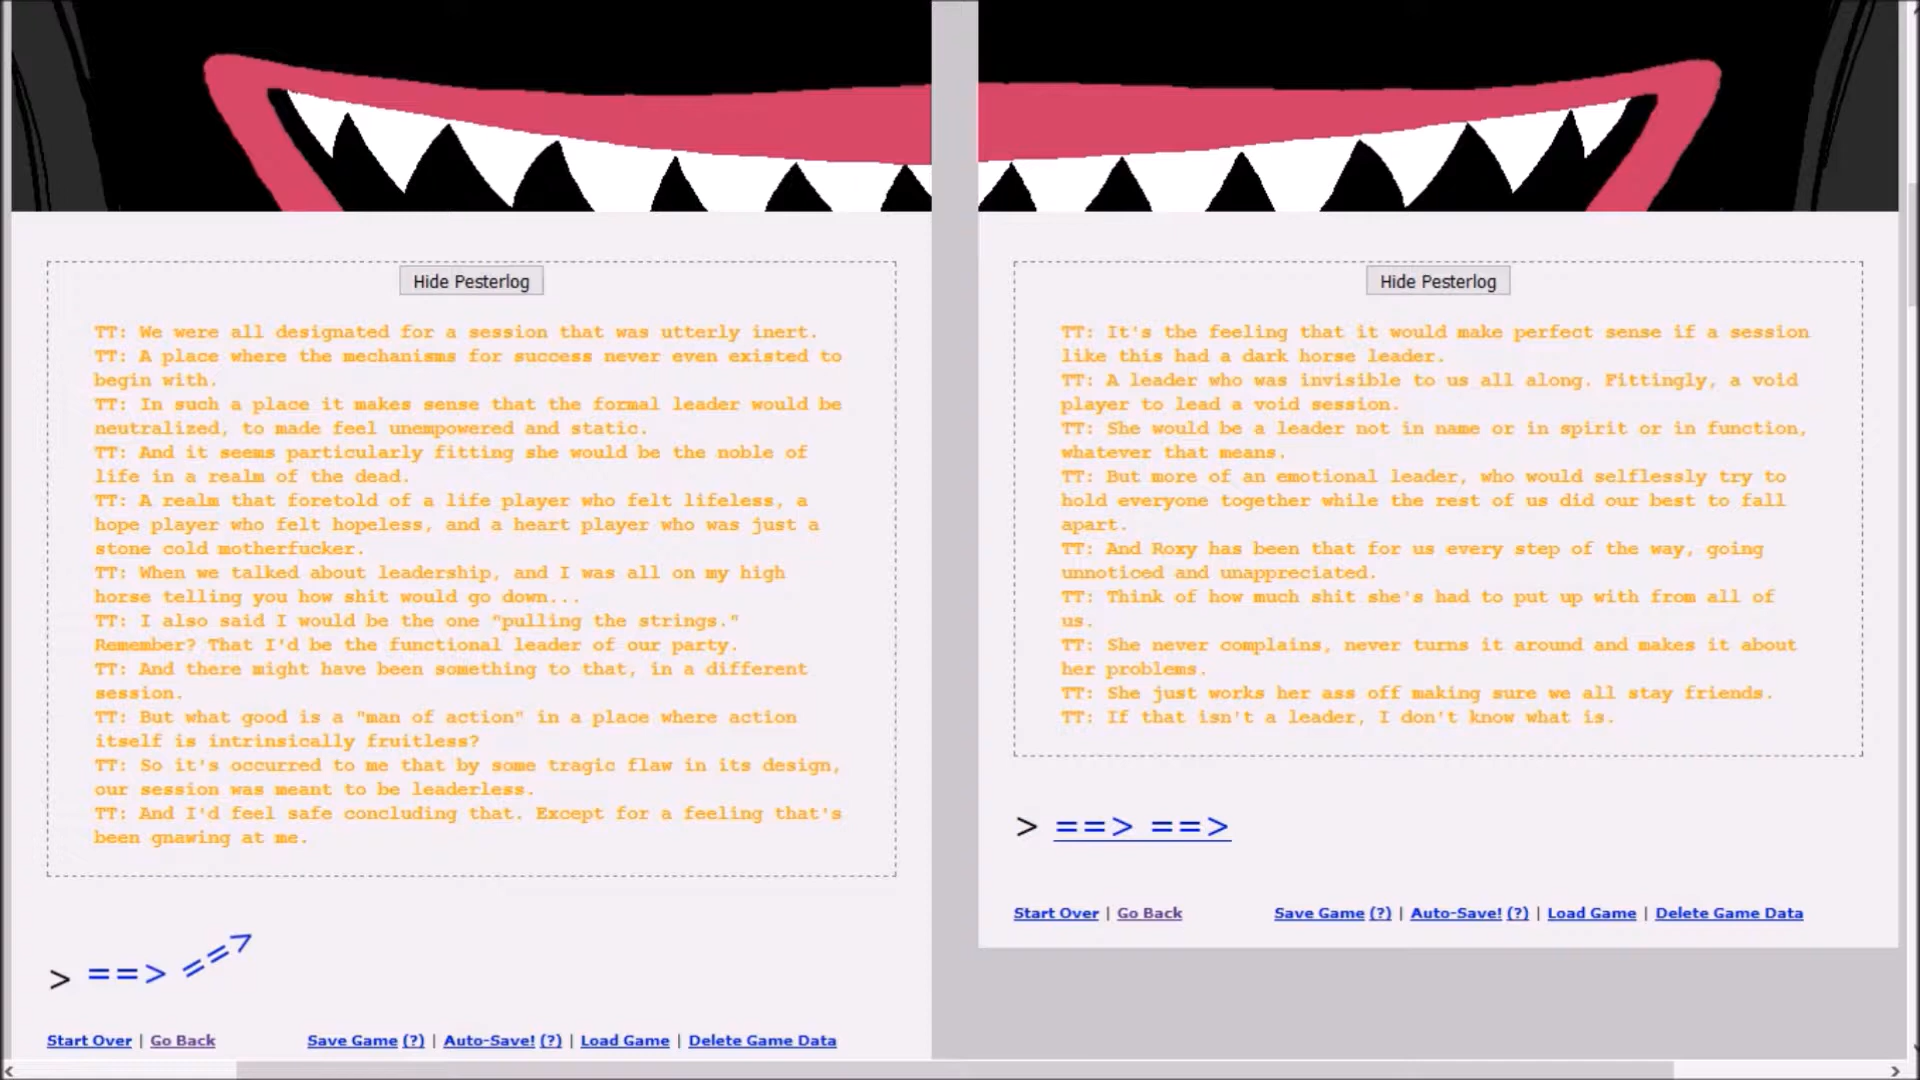 Hide Pesterlog
TT: We were all designated for a session that was utterly inert.
TT: A place where the mechanisms for success never even existed to
begin with.
TT: In such a place it makes sense that the formal leader would be
neutralized, to made feel unempowered and static.
TT: And it seems particularly fitting she would be the noble of
life in a realm of the dead.
TT: A realm that foretold of a life player who felt lifeless, a
hope player who felt hopeless, and a heart player who was just a
stone cold motherfucker.
TT: When we talked about leadership, and I was all on my high
horse telling you how shit would go down...
TT: I also said I would be the one "pulling the strings."
Remember? That I'd be the functional leader of our party.
TT: And there might have been something to that, in a different
session.
TT: But what good is a "man of action" in a place where action
itself is intrinsically fruitless?
TT: So it's occurred to me that by some tragic flaw in its design,
our session was meant to be leaderless.
TT: And I'd feel safe concluding that. Except for a feeling that's
been gnawing at me.
> ==> ==>
Start Over | Go Back Save Game (?) | Auto-Save! (?) | Load Game | Delete Game Data
Hide Pesterlog
TT: It's the feeling that it would make perfect sense if a session
like this had a dark horse leader.
TT: A leader who was invisible to us all along. Fittingly, a void
player to lead a void session.
TT: She would be a leader not in name or in spirit or in function,
whatever that means.
TT: But more of an emotional leader, who would selflessly try to
hold everyone together while the rest of us did our best to fall
apart.
TT: And Roxy has been that for us every step of the way, going
unnoticed and unappreciated.
TT: Think of how much shit she's had to put up with from all of
us.
TT: She never complains, never turns it around and makes it about
her problems.
TT: She just works her ass off making sure we all stay friends.
TT: If that isn't a leader, I don't know what is.
> ==> ==>
Start Over | Go Back Save Game (?) | Auto-Save! (?) | Load Game | Delete Game Data